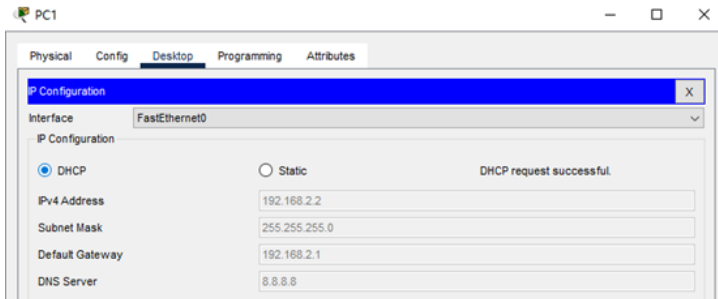 PC1
Physical Config Desktop Programming Attributes
IP Configuration X
Interface FastEthernet0
IP Configuration
DHCP Static DHCP request successful.
IPv4 Address 192.168.2.2
Subnet Mask 255.255.255.0
Default Gateway 192.168.2.1
DNS Server 8.8.8.8